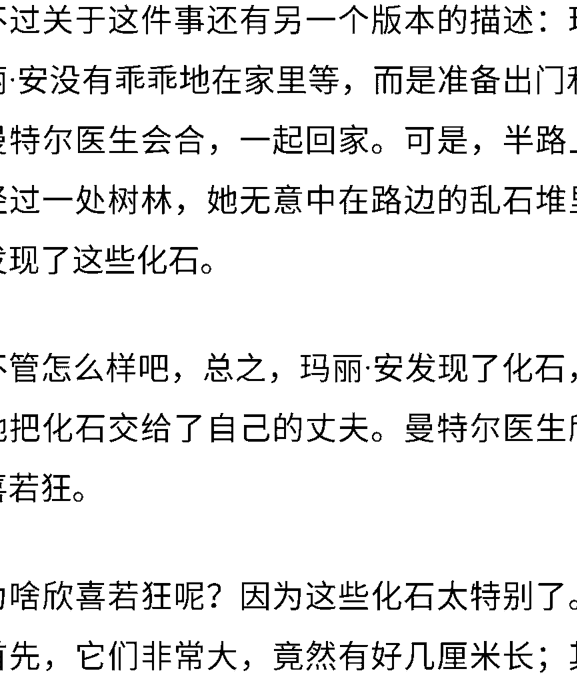 不过关于这件事还有另一个版本的描述：玛
丽·安没有乖乖地在家里等，而是准备出门和
曼特尔医生会合，一起回家。可是，半路上
经过一处树林，她无意中在路边的乱石堆里
发现了这些化石。
不管怎么样吧，总之，玛丽·安发现了化石，
她把化石交给了自己的丈夫。曼特尔医生欣
喜若狂。
为啥欣喜若狂呢？因为这些化石太特别了。
首先，它们非常大，竟然有好几厘米长；其